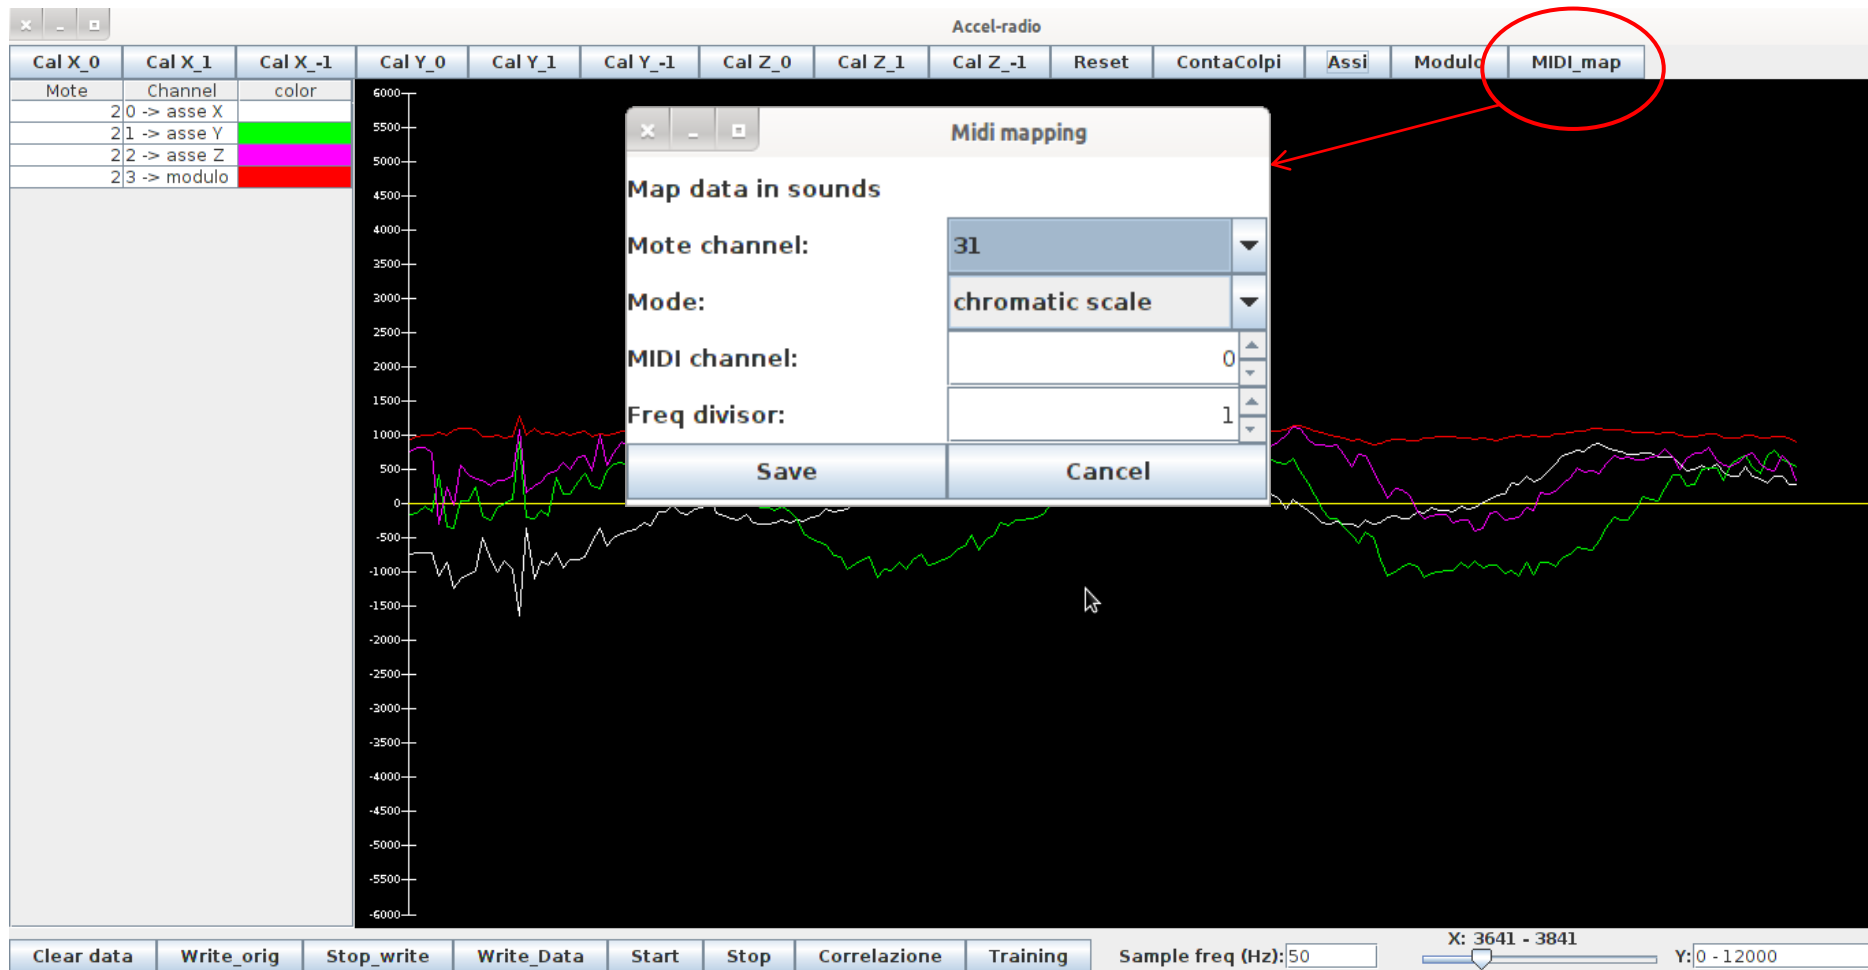 Accel-radio
Cal X_0 Cal X_1 Cal X_-1 Cal Y_0 Cal Y_1 Cal Y_-1 Cal Z_0 Cal Z_1 Cal Z_-1 Reset ContaColpi Assi Modulo MIDI_map
Mote Channel color
2 0 -> asse X
2 1 -> asse Y
2 2 -> asse Z
2 3 -> modulo
6000
5500
5000
4500
4000
3500
3000
2500
2000
1500
1000
500
0
-500
-1000
-1500
-2000
-2500
-3000
-3500
-4000
-4500
-5000
-5500
-6000
Midi mapping
Map data in sounds
Mote channel: 31
Mode: chromatic scale
MIDI channel: 0
Freq divisor: 1
Save Cancel
Clear data Write_orig Stop_write Write_Data Start Stop Correlazione Training Sample freq (Hz): 50 X: 3641 - 3841 Y: 0 - 12000